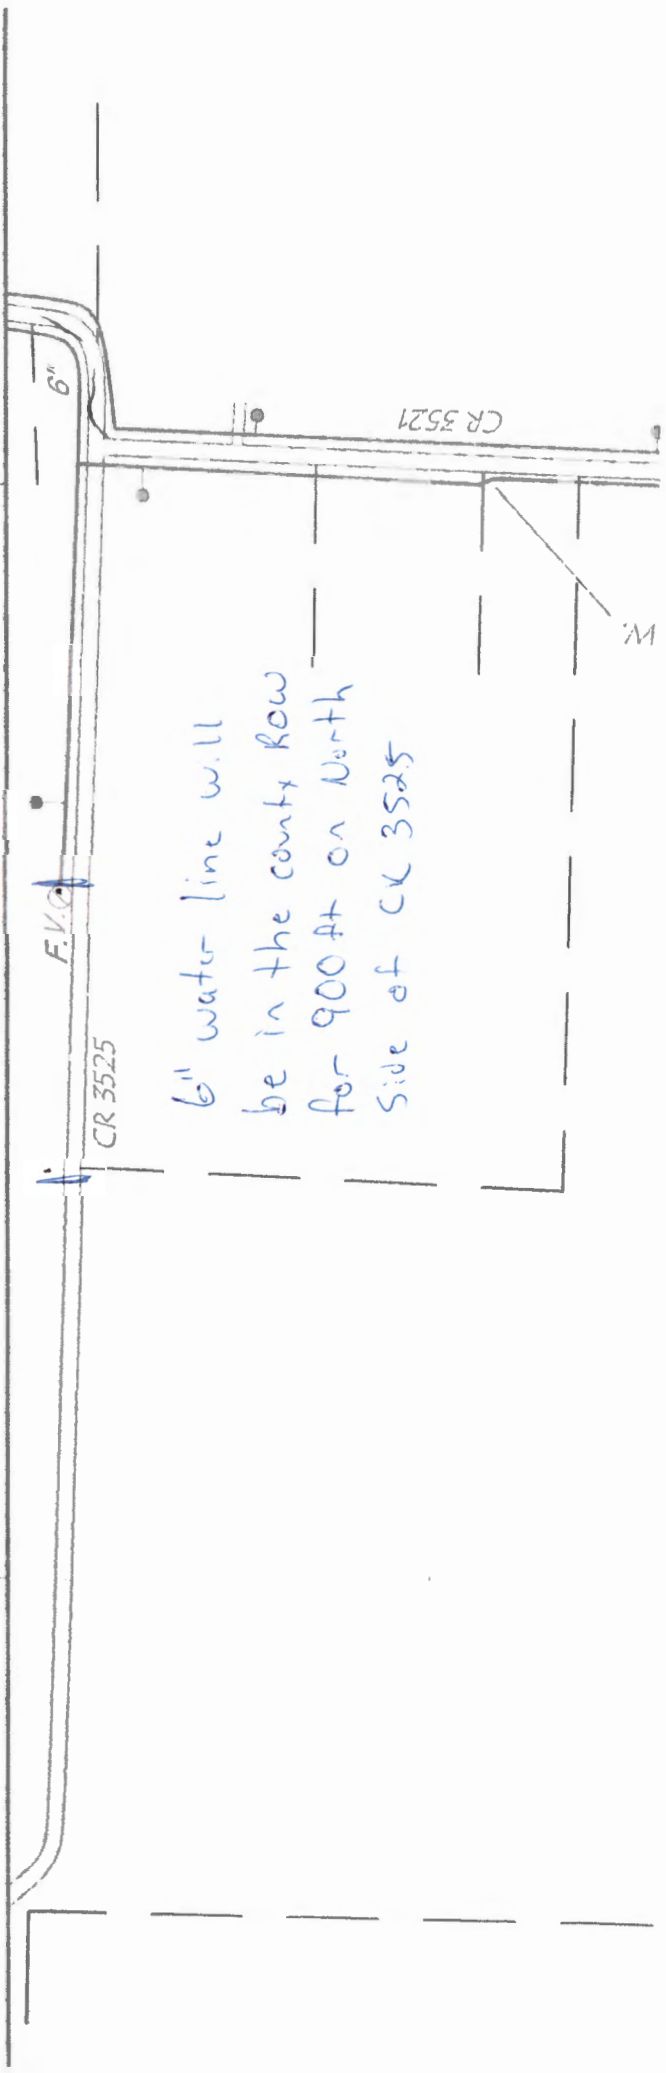 6"
CR 3521
F.V.
CR 3525
W.
6" water line will
be in the county Row
for 900 ft on North
Side of CR 3525